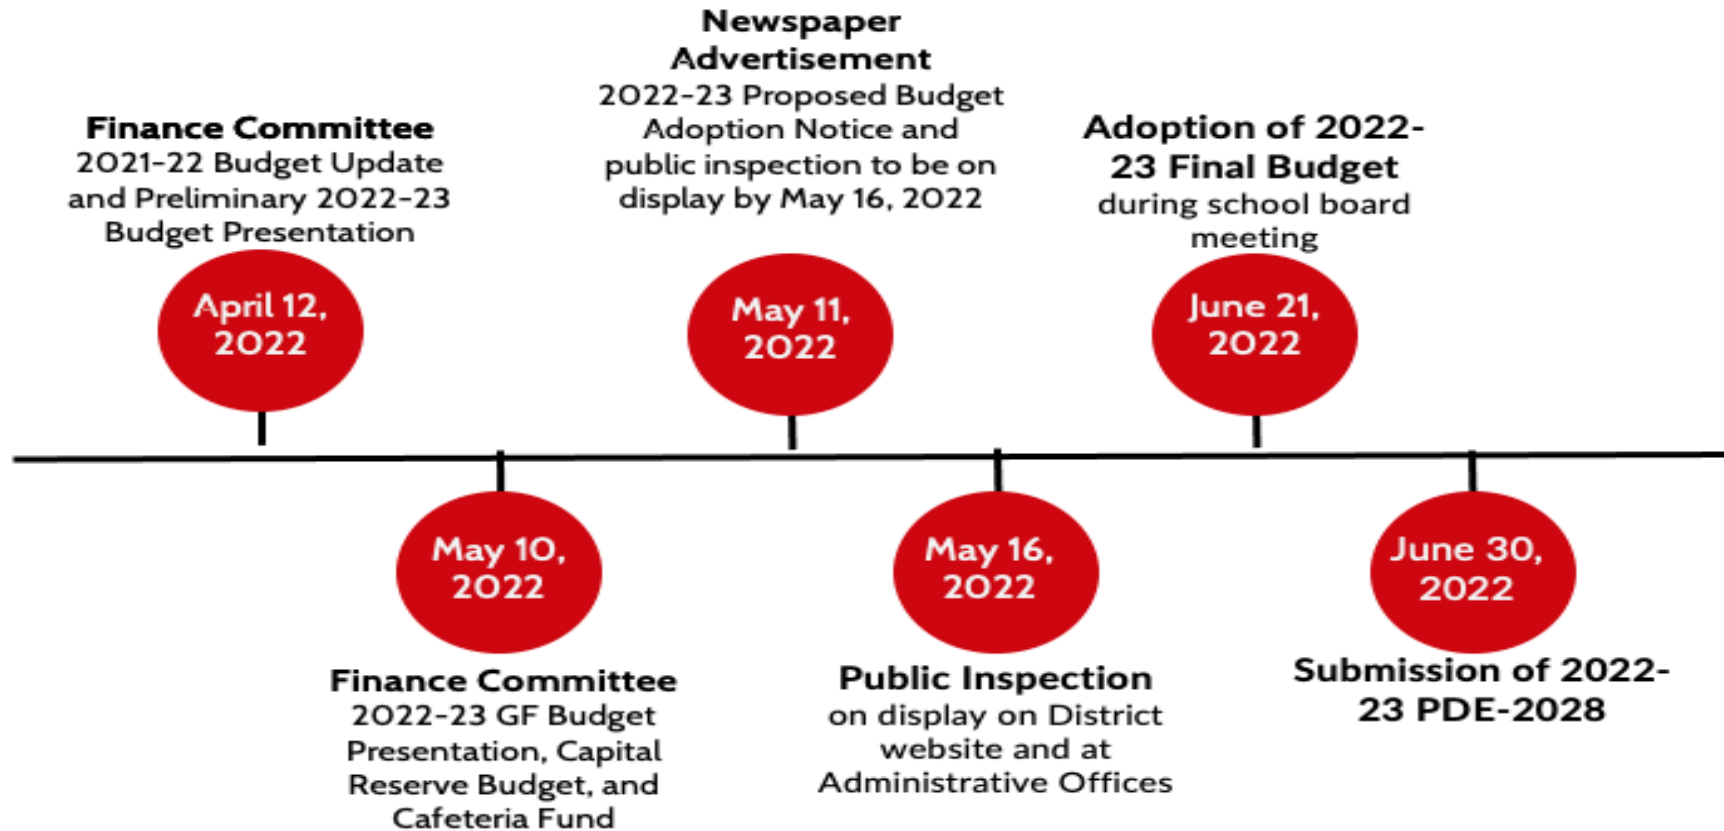 Finance Committee
2021-22 Budget Update
and Preliminary 2022-23
Budget Presentation
April 12,
2022
May 10,
2022
Finance Committee
2022-23 GF Budget
Presentation, Capital
Reserve Budget, and
Cafeteria Fund
Newspaper
Advertisement
2022-23 Proposed Budget
Adoption Notice and
public inspection to be on
display by May 16, 2022
May 11,
2022
May 16,
2022
Public Inspection
on display on District
website and at
Administrative Offices
Adoption of 2022-
23 Final Budget
during school board
meeting
June 21,
2022
June 30,
2022
Submission of 2022-
23 PDE-2028